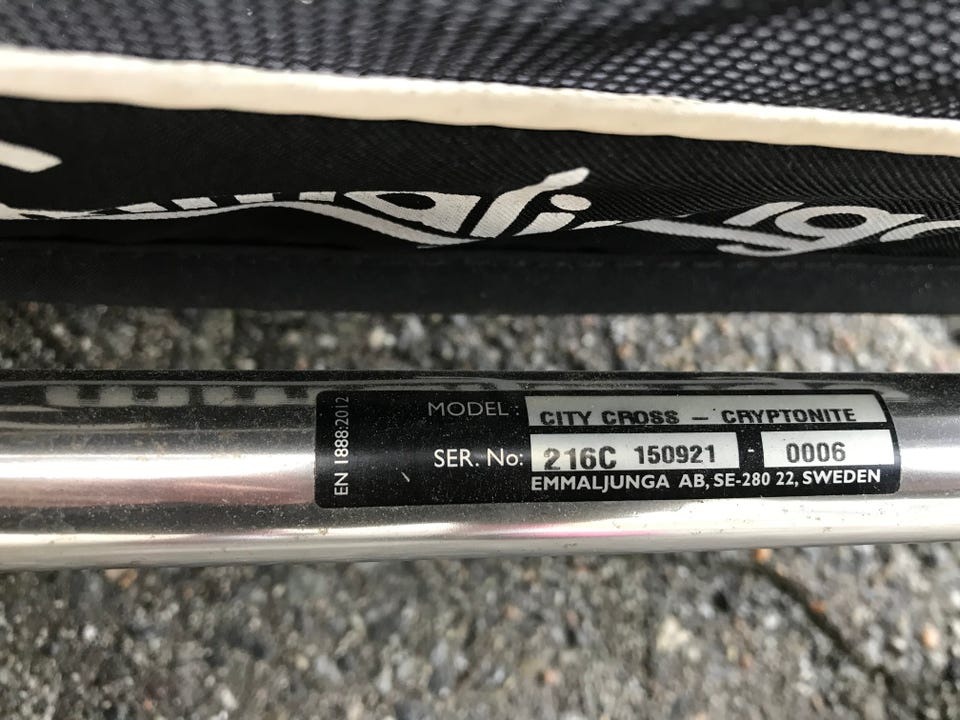 EN 1888:2012
MODEL: CITY CROSS – CRYPTONITE
SER. No: 216C 150921 - 0006
EMMALJUNGA AB, SE-280 22, SWEDEN